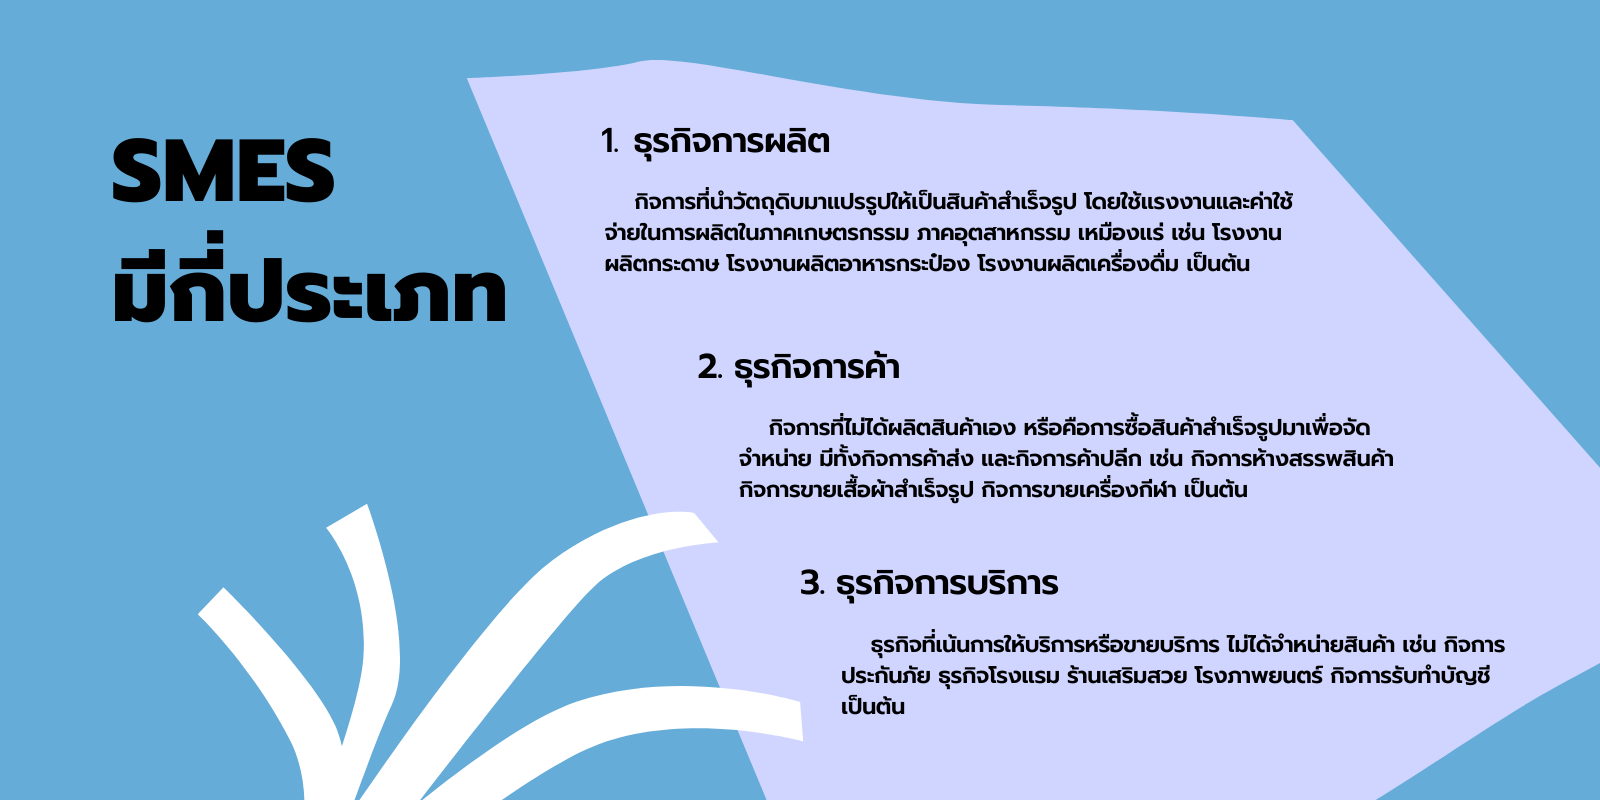 SMES
มีกี่ประเภท
1. ธุรกิจการผลิต
กิจการที่นำวัตถุดิบมาแปรรูปให้เป็นสินค้าสำเร็จรูป โดยใช้แรงงานและค่าใช้
จ่ายในการผลิตในภาคเกษตรกรรม ภาคอุตสาหกรรม เหมืองแร่ เช่น โรงงาน
ผลิตกระดาษ โรงงานผลิตอาหารกระป๋อง โรงงานผลิตเครื่องดื่ม เป็นต้น
2. ธุรกิจการค้า
กิจการที่ไม่ได้ผลิตสินค้าเอง หรือคือการซื้อสินค้าสำเร็จรูปมาเพื่อจัด
จำหน่าย มีทั้งกิจการค้าส่ง และกิจการค้าปลีก เช่น กิจการห้างสรรพสินค้า
กิจการขายเสื้อผ้าสำเร็จรูป กิจการขายเครื่องกีฬา เป็นต้น
3. ธุรกิจการบริการ
ธุรกิจที่เน้นการให้บริการหรือขายบริการ ไม่ได้จำหน่ายสินค้า เช่น กิจการ
ประกันภัย ธุรกิจโรงแรม ร้านเสริมสวย โรงภาพยนตร์ กิจการรับทำบัญชี
เป็นต้น